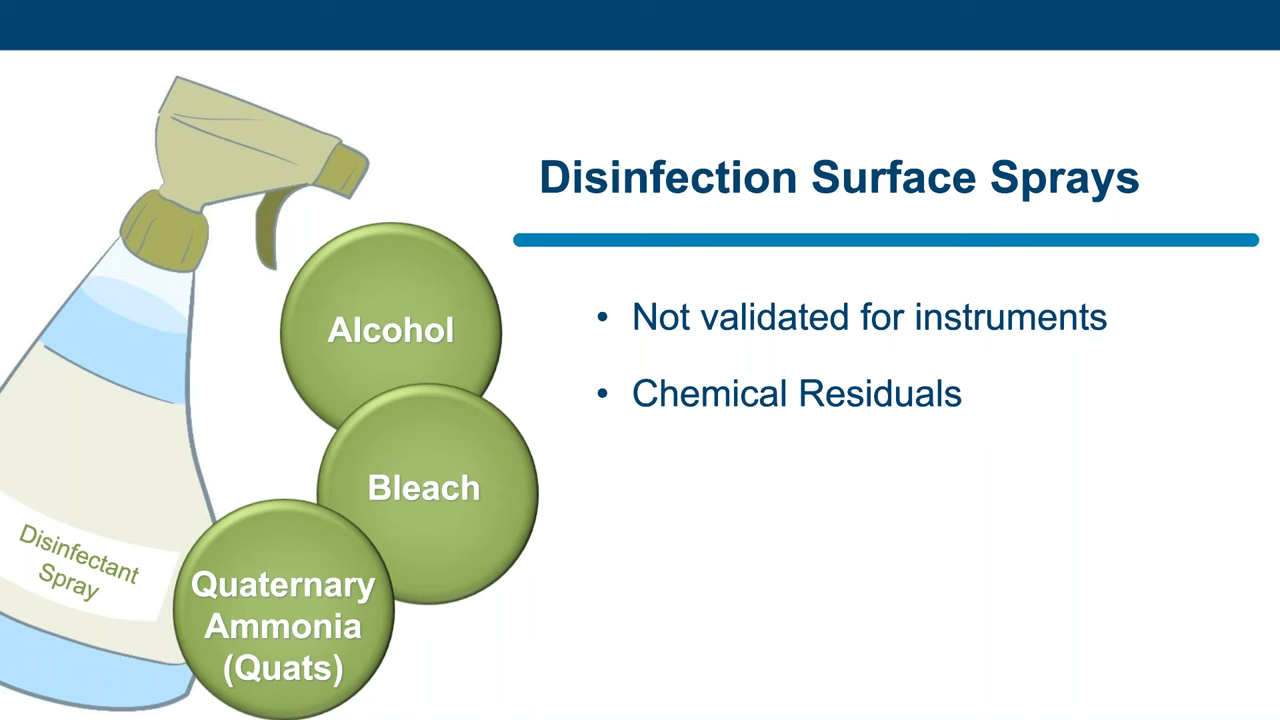 Disinfection Surface Sprays
• Not validated for instruments
• Chemical Residuals
Alcohol
Bleach
Quaternary
Ammonia
(Quats)
Disinfectant
Spray